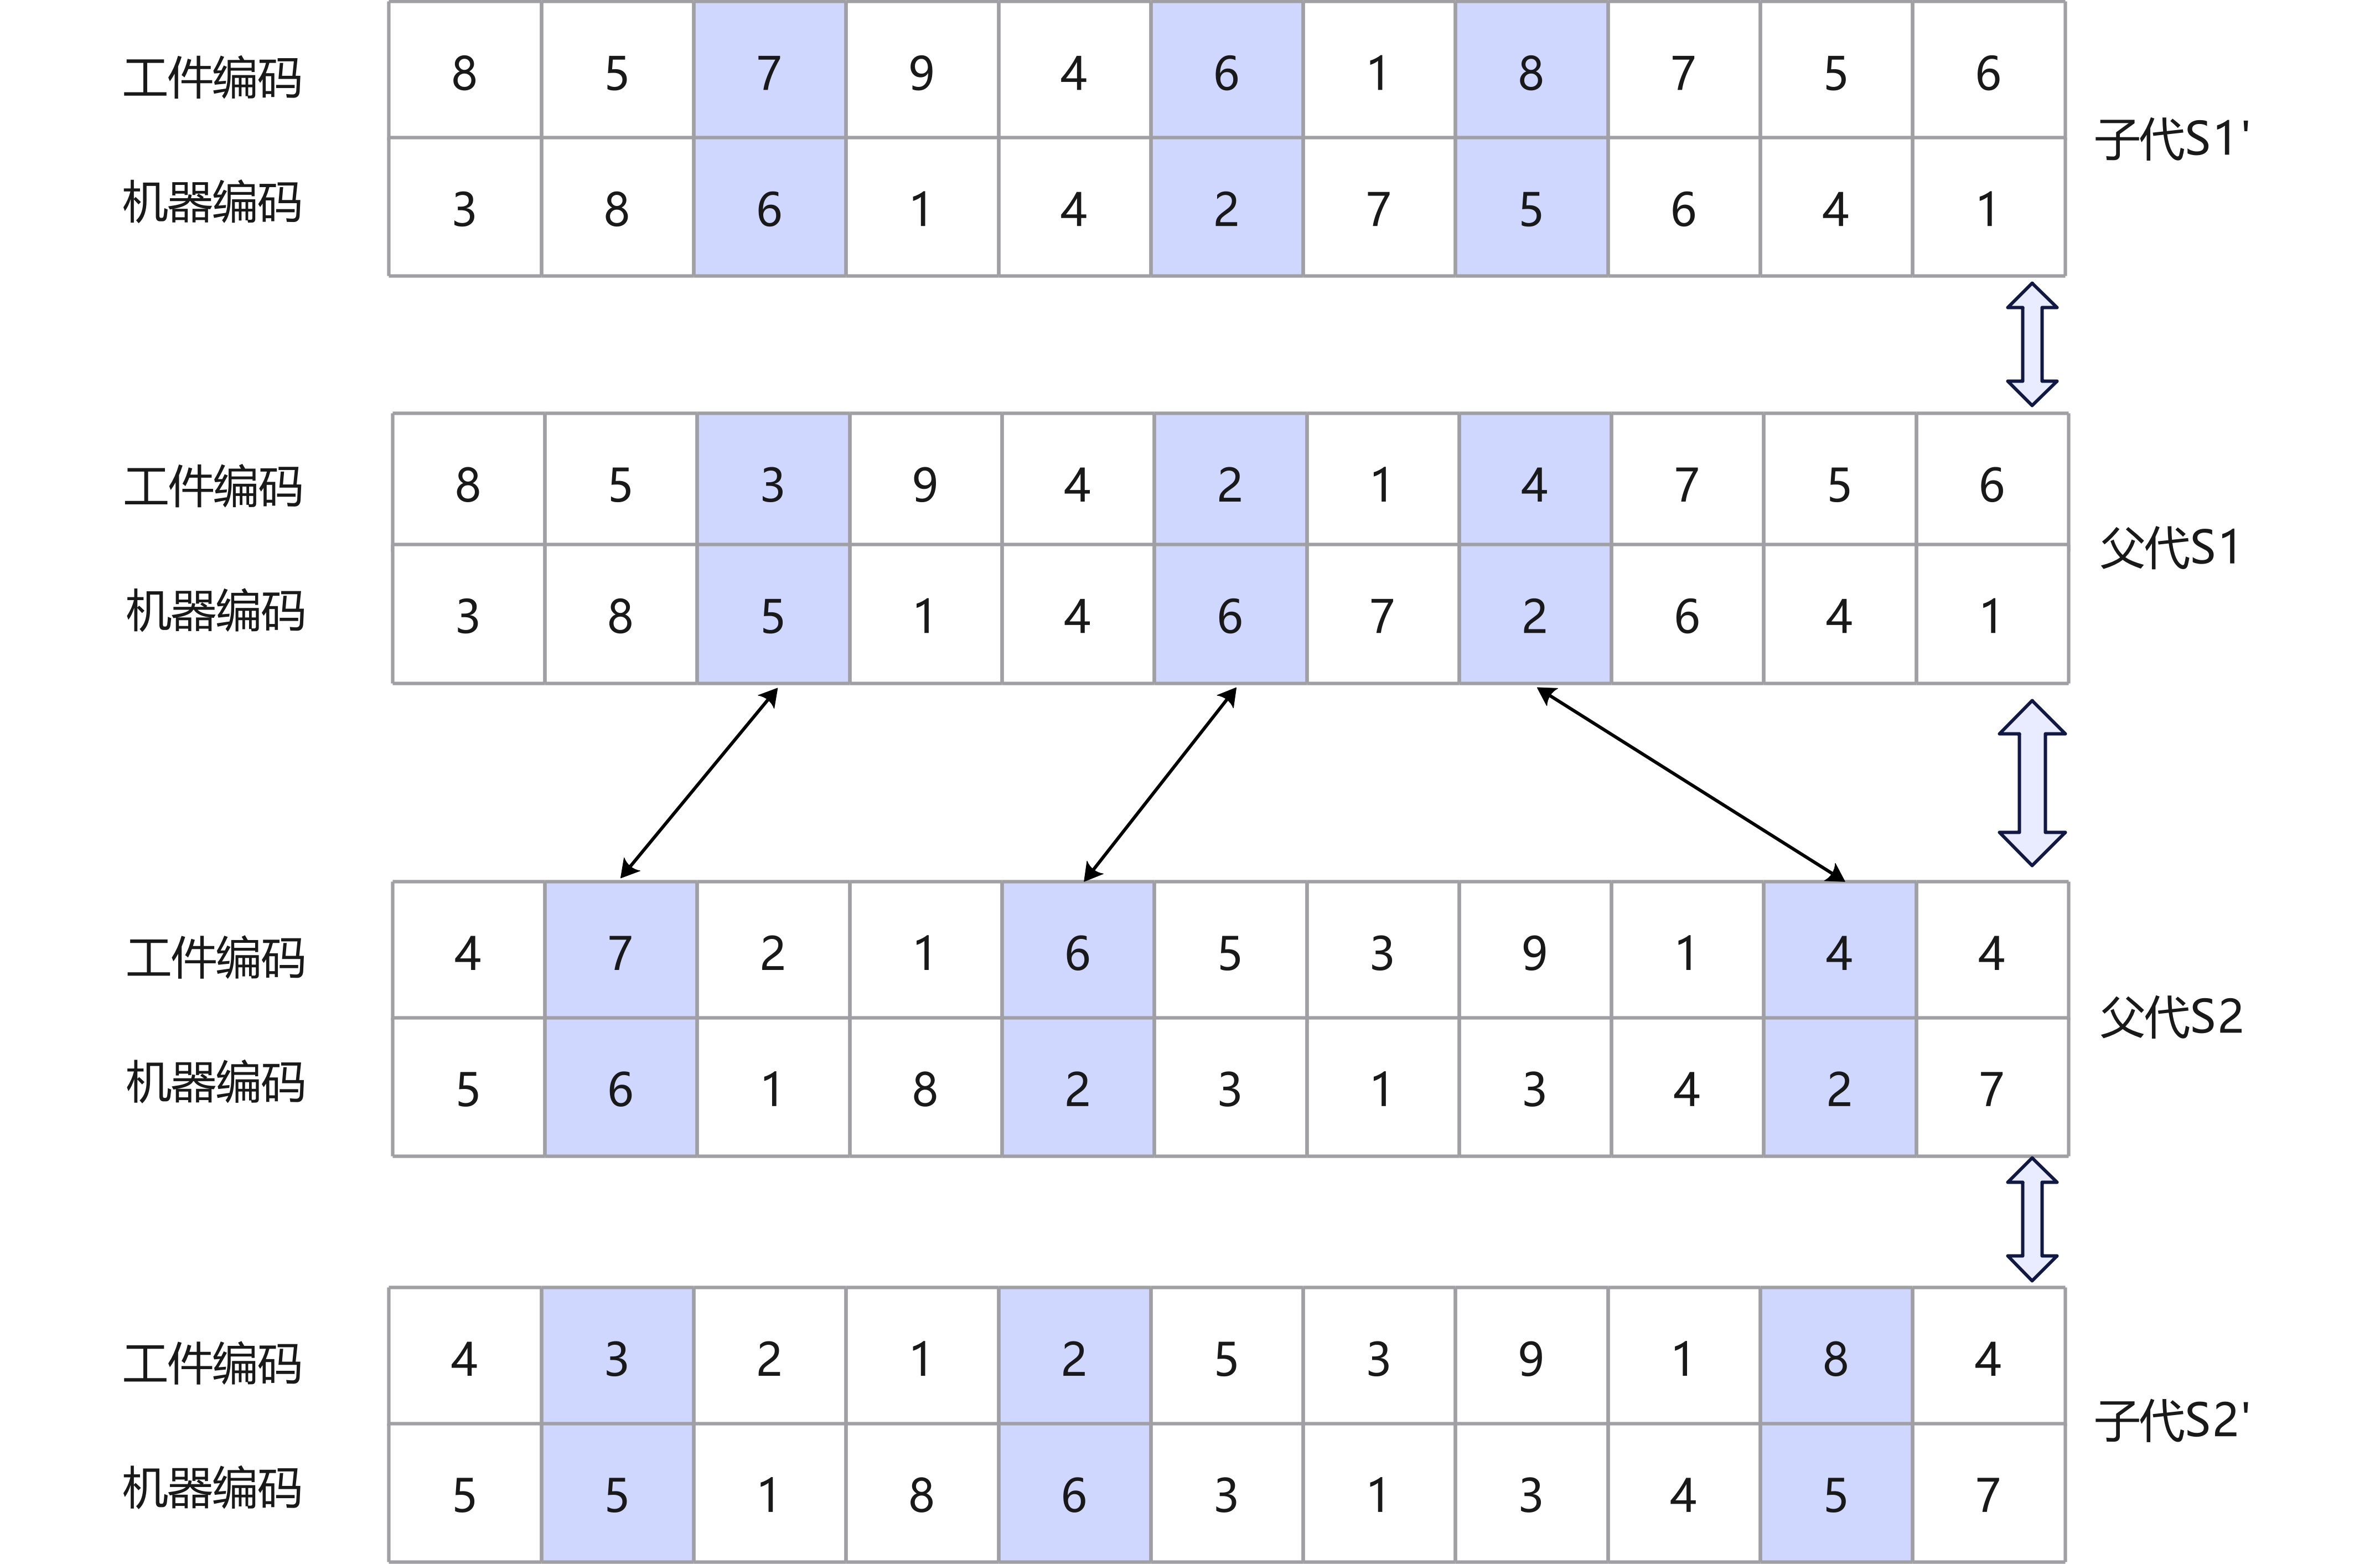 工件编码 8 5 7 9 4 6 1 8 7 5 6
子代S1'
机器编码 3 8 6 1 4 2 7 5 6 4 1
工件编码 8 5 3 9 4 2 1 4 7 5 6
父代S1
机器编码 3 8 5 1 4 6 7 2 6 4 1
工件编码 4 7 2 1 6 5 3 9 1 4 4
父代S2
机器编码 5 6 1 8 2 3 1 3 4 2 7
工件编码 4 3 2 1 2 5 3 9 1 8 4
子代S2'
机器编码 5 5 1 8 6 3 1 3 4 5 7